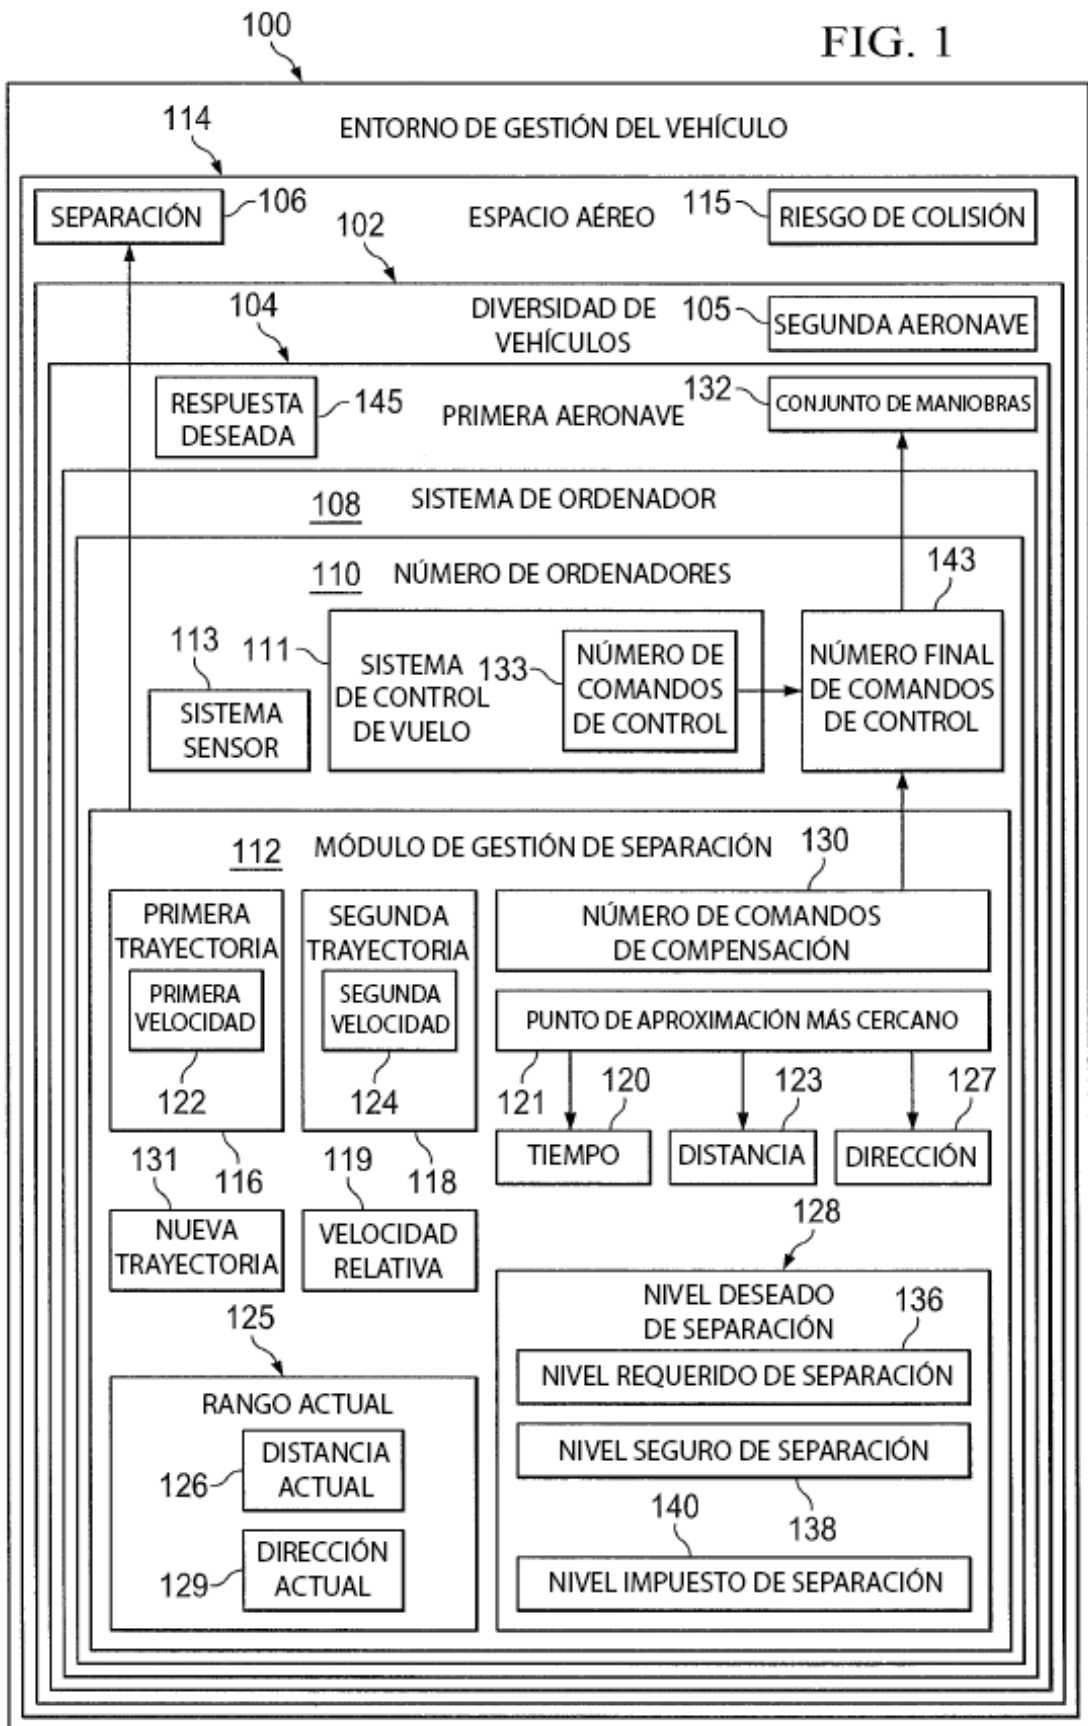 FIG. 1
100
ENTORNO DE GESTIÓN DEL VEHÍCULO
114
SEPARACIÓN
106
ESPACIO AÉREO
115
RIESGO DE COLISIÓN
102
DIVERSIDAD DE
VEHÍCULOS
105
SEGUNDA AERONAVE
104
RESPUESTA
DESEADA
145
PRIMERA AERONAVE
132
CONJUNTO DE MANIOBRAS
108
SISTEMA DE ORDENADOR
110
NÚMERO DE ORDENADORES
143
113
SISTEMA
SENSOR
111
SISTEMA
DE CONTROL
DE VUELO
133
NÚMERO DE
COMANDOS
DE CONTROL
NÚMERO FINAL
DE COMANDOS
DE CONTROL
112
MÓDULO DE GESTIÓN DE SEPARACIÓN
130
PRIMERA
TRAYECTORIA
PRIMERA
VELOCIDAD
122
116
SEGUNDA
TRAYECTORIA
SEGUNDA
VELOCIDAD
124
118
NÚMERO DE COMANDOS
DE COMPENSACIÓN
PUNTO DE APROXIMACIÓN MÁS CERCANO
121
120
123
127
TIEMPO
DISTANCIA
DIRECCIÓN
131
NUEVA
TRAYECTORIA
119
VELOCIDAD
RELATIVA
128
NIVEL DESEADO
DE SEPARACIÓN
136
NIVEL REQUERIDO DE SEPARACIÓN
NIVEL SEGURO DE SEPARACIÓN
138
140
NIVEL IMPUESTO DE SEPARACIÓN
125
RANGO ACTUAL
DISTANCIA
ACTUAL
126
DIRECCIÓN
ACTUAL
129